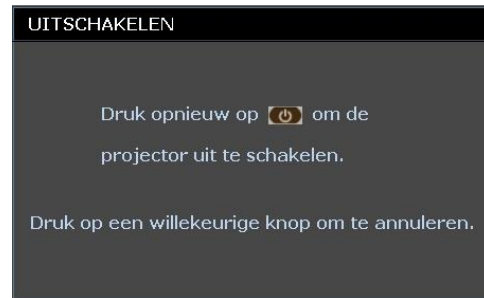 UITSCHAKELEN
Druk opnieuw op om de
projector uit te schakelen.
Druk op een willekeurige knop om te annuleren.